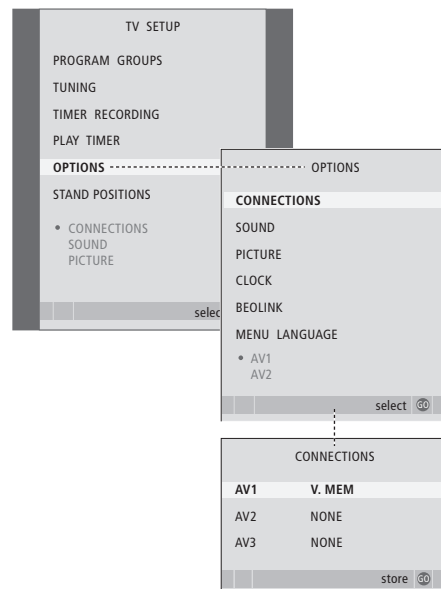 TV SETUP
PROGRAM GROUPS
TUNING
TIMER RECORDING
PLAY TIMER
OPTIONS
STAND POSITIONS
• CONNECTIONS
SOUND
PICTURE
selec
OPTIONS
CONNECTIONS
SOUND
PICTURE
CLOCK
BEOLINK
MENU LANGUAGE
• AV1
AV2
select GO
CONNECTIONS
AV1 V. MEM
AV2 NONE
AV3 NONE
store GO